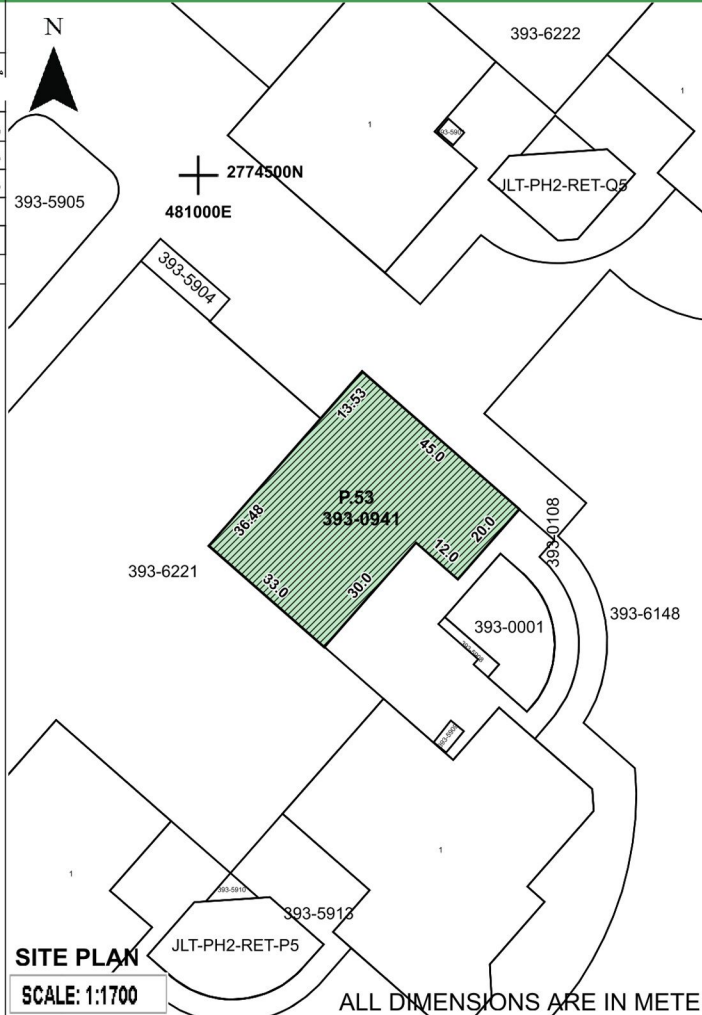 N
393-6222
1
1
393-590
2774500N
JLT-PH2-RET-Q5
393-5905
481000E
393-5904
13.53
45.0
P.53
393-0941
36.48
20.0
12.0
393-0108
33.0
30.0
393-6221
393-6148
393-0001
1
1
393-5910
393-5913
JLT-PH2-RET-P5
SITE PLAN
SCALE: 1:1700
ALL DIMENSIONS ARE IN METE